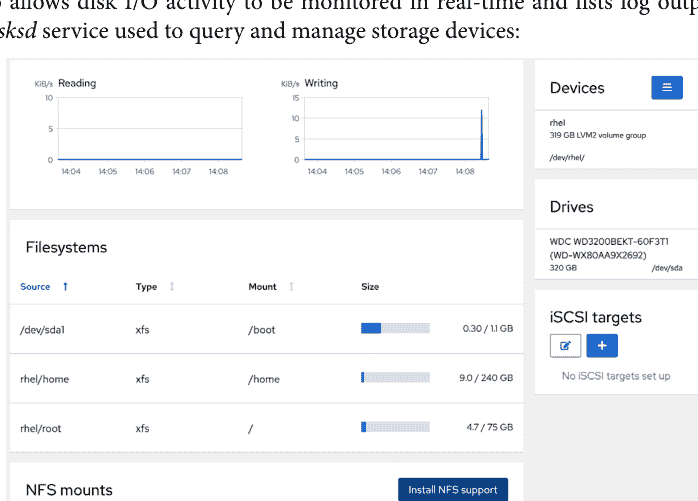 allows disk I/O activity to be monitored in real-time and lists log outp
sksd service used to query and manage storage devices:
KiB/s Reading
10
5
0
14:04 14:05 14:06 14:07 14:08
KiB/s Writing
15
10
5
0
14:04 14:05 14:06 14:07 14:08
Filesystems
Source Type Mount Size
/dev/sda1 xfs /boot 0.30 / 1.1 GB
rhel/home xfs /home 9.0 / 240 GB
rhel/root xfs / 4.7 / 75 GB
NFS mounts Install NFS support
Devices
rhel
319 GB LVM2 volume group
/dev/rhel/
Drives
WDC WD3200BEKT-60F3T1
(WD-WX80AA9X2692)
320 GB /dev/sda
iSCSI targets
No iSCSI targets set up